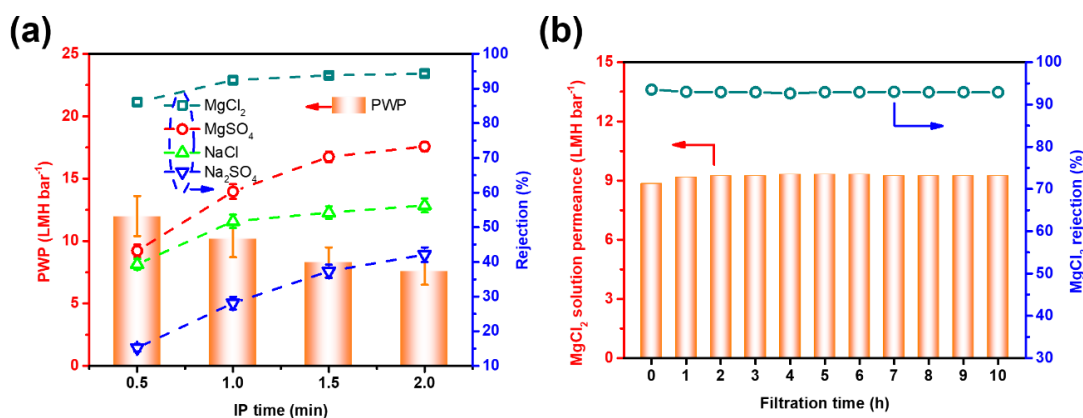 (a)
25
20
15
10
5
0
PWP (LMH bar⁻¹)
100
90
80
70
60
50
40
30
20
10
Rejection (%)
MgCl₂
MgSO₄
NaCl
Na₂SO₄
PWP
0.5 1.0 1.5 2.0
IP time (min)
(b)
15
12
9
6
3
0
MgCl₂ solution permeance (LMH bar⁻¹)
100
90
80
70
60
50
40
30
MgCl₂ rejection (%)
0 1 2 3 4 5 6 7 8 9 10
Filtration time (h)